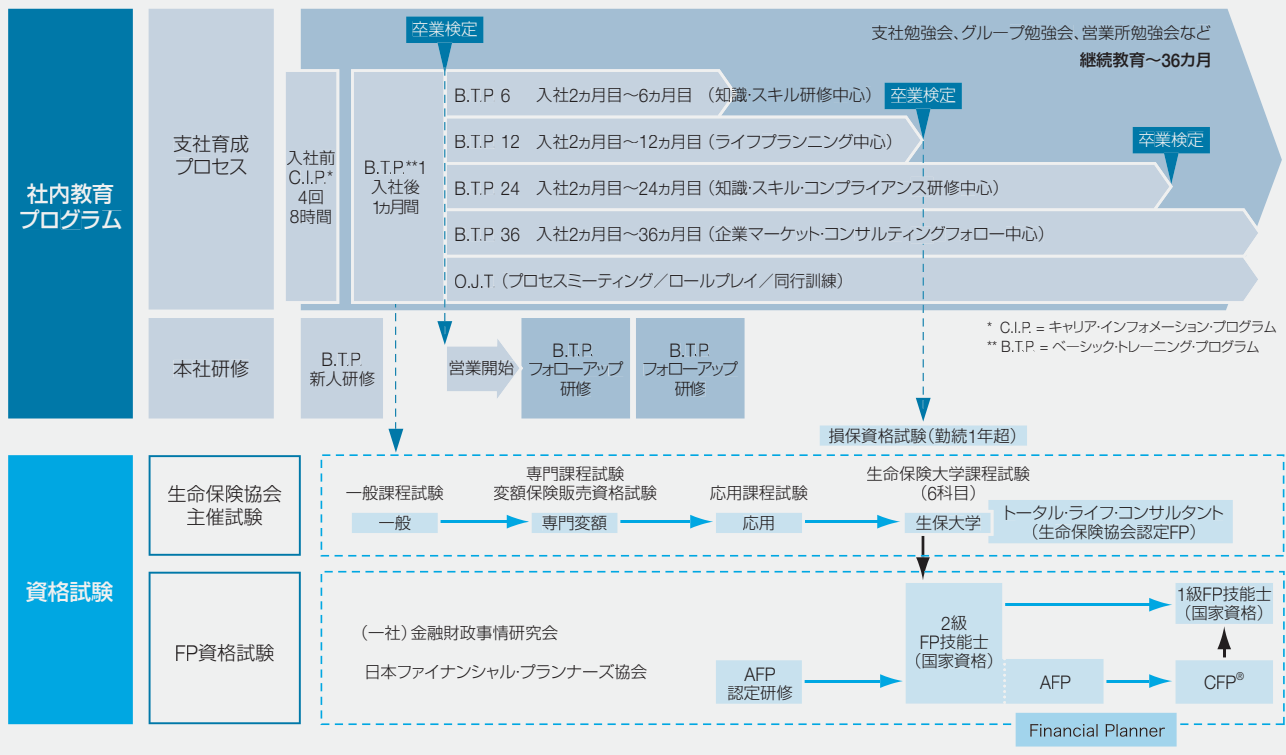 社内教育
プログラム
支社育成
プロセス
支社勉強会、グループ勉強会、営業所勉強会など
継続教育〜36カ月
卒業検定
入社前
C.I.P.*
4回
8時間
B.T.P.**1
入社後
1ヵ月間
B.T.P. 6 入社2ヵ月目〜6ヵ月目 (知識・スキル研修中心)
卒業検定
B.T.P. 12 入社2ヵ月目〜12ヵ月目 (ライフプランニング中心)
卒業検定
B.T.P. 24 入社2ヵ月目〜24ヵ月目 (知識・スキル・コンプライアンス研修中心)
B.T.P. 36 入社2ヵ月目〜36ヵ月目 (企業マーケット・コンサルティングフォロー中心)
O.J.T. (プロセスミーティング/ロールプレイ/同行訓練)
* C.I.P. = キャリア・インフォメーション・プログラム
** B.T.P. = ベーシック・トレーニング・プログラム
本社研修
B.T.P.
新人研修
営業開始
B.T.P.
フォローアップ
研修
B.T.P.
フォローアップ
研修
損保資格試験(勤続1年超)
資格試験
生命保険協会
主催試験
一般課程試験
一般
専門課程試験
変額保険販売資格試験
専門変額
応用課程試験
応用
生命保険大学課程試験
(6科目)
生保大学
トータル・ライフ・コンサルタント
(生命保険協会認定FP)
FP資格試験
(一社)金融財政事情研究会
日本ファイナンシャル・プランナーズ協会
AFP
認定研修
2級
FP技能士
(国家資格)
AFP
1級FP技能士
(国家資格)
CFP®
Financial Planner